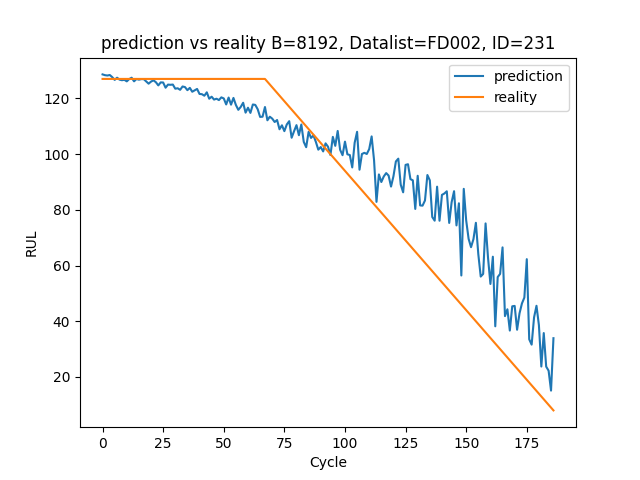 prediction vs reality B=8192, Datalist=FD002, ID=231
prediction
reality
RUL
120
100
80
60
40
20
0 25 50 75 100 125 150 175
Cycle